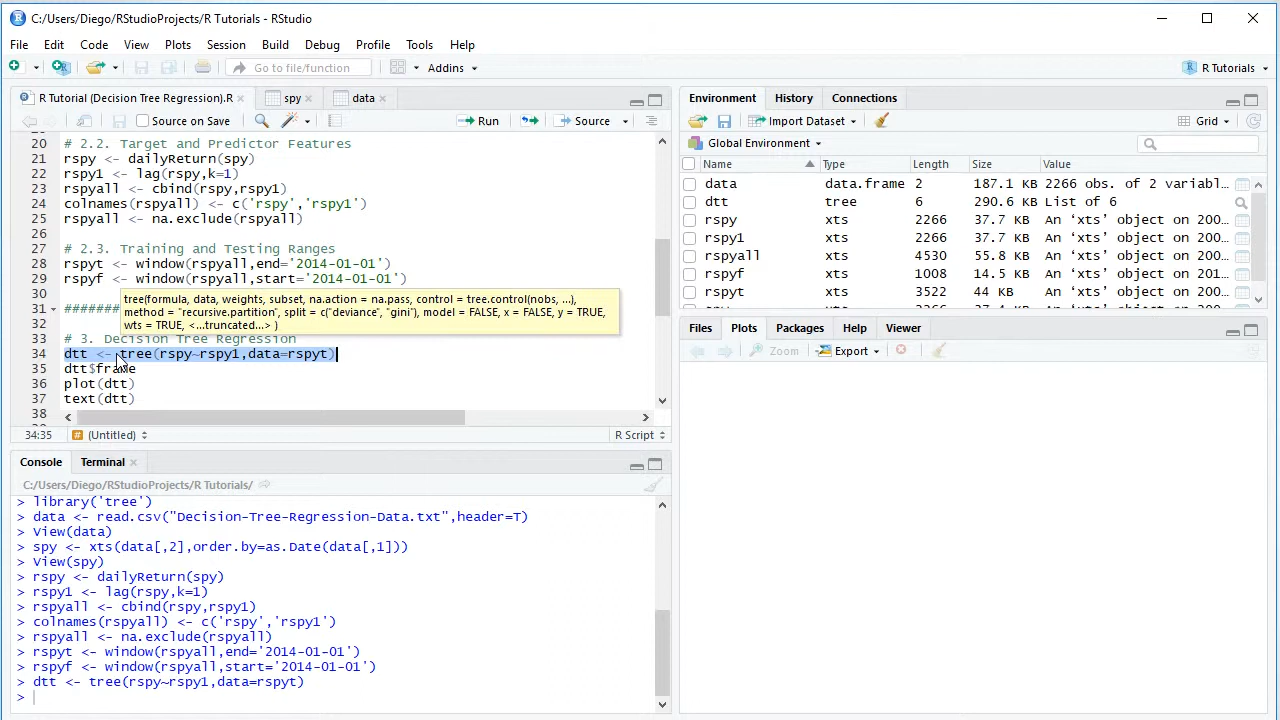 C:/Users/Diego/RStudioProjects/R Tutorials - RStudio
File Edit Code View Plots Session Build Debug Profile Tools Help
Go to file/function Addins R Tutorials
R Tutorial (Decision Tree Regression).R spy data
Source on Save Run Source
20 # 2.2. Target and Predictor Features
21 rspy <- dailyReturn(spy)
22 rspy1 <- lag(rspy,k=1)
23 rspyall <- cbind(rspy,rspy1)
24 colnames(rspyall) <- c('rspy','rspy1')
25 rspyall <- na.exclude(rspyall)
26
27 # 2.3. Training and Testing Ranges
28 rspyt <- window(rspyall,end='2014-01-01')
29 rspyf <- window(rspyall,start='2014-01-01')
30
tree(formula, data, weights, subset, na.action = na.pass, control = tree.control(nobs, ...),
method = "recursive.partition", split = c("deviance", "gini"), model = FALSE, x = FALSE, y = TRUE,
wts = TRUE, <...truncated...> )
31 #######
32
33 # 3. Decision Tree Regression
34 dtt <- tree(rspy~rspy1,data=rspyt)
35 dtt$frame
36 plot(dtt)
37 text(dtt)
38
34:35 # (Untitled) R Script
Console Terminal
C:/Users/Diego/RStudioProjects/R Tutorials/
> library('tree')
> data <- read.csv("Decision-Tree-Regression-Data.txt",header=T)
> View(data)
> spy <- xts(data[,2],order.by=as.Date(data[,1]))
> View(spy)
> rspy <- dailyReturn(spy)
> rspy1 <- lag(rspy,k=1)
> rspyall <- cbind(rspy,rspy1)
> colnames(rspyall) <- c('rspy','rspy1')
> rspyall <- na.exclude(rspyall)
> rspyt <- window(rspyall,end='2014-01-01')
> rspyf <- window(rspyall,start='2014-01-01')
> dtt <- tree(rspy~rspy1,data=rspyt)
>
Environment History Connections
Import Dataset Grid
Global Environment
Name Type Length Size Value
data data.frame 2 187.1 KB 2266 obs. of 2 variabl…
dtt tree 6 290.6 KB List of 6
rspy xts 2266 37.7 KB An ‘xts’ object on 200…
rspy1 xts 2266 37.7 KB An ‘xts’ object on 200…
rspyall xts 4530 55.8 KB An ‘xts’ object on 200…
rspyf xts 1008 14.5 KB An ‘xts’ object on 201…
rspyt xts 3522 44 KB An ‘xts’ object on 200…
Files Plots Packages Help Viewer
Zoom Export